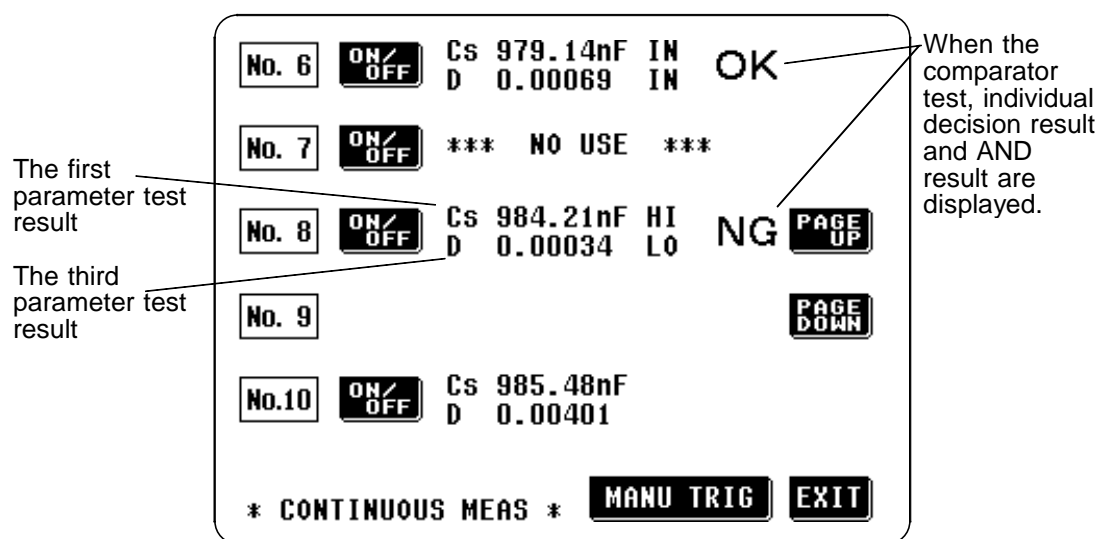 No. 6 ON/OFF Cs 979.14nF IN OK
D 0.00069 IN
No. 7 ON/OFF *** NO USE ***
No. 8 ON/OFF Cs 984.21nF HI NG PAGE UP
D 0.00034 LO
No. 9 PAGE DOWN
No.10 ON/OFF Cs 985.48nF
D 0.00401
* CONTINUOUS MEAS * MANU TRIG EXIT
The first
parameter test
result
The third
parameter test
result
When the
comparator
test, individual
decision result
and AND
result are
displayed.